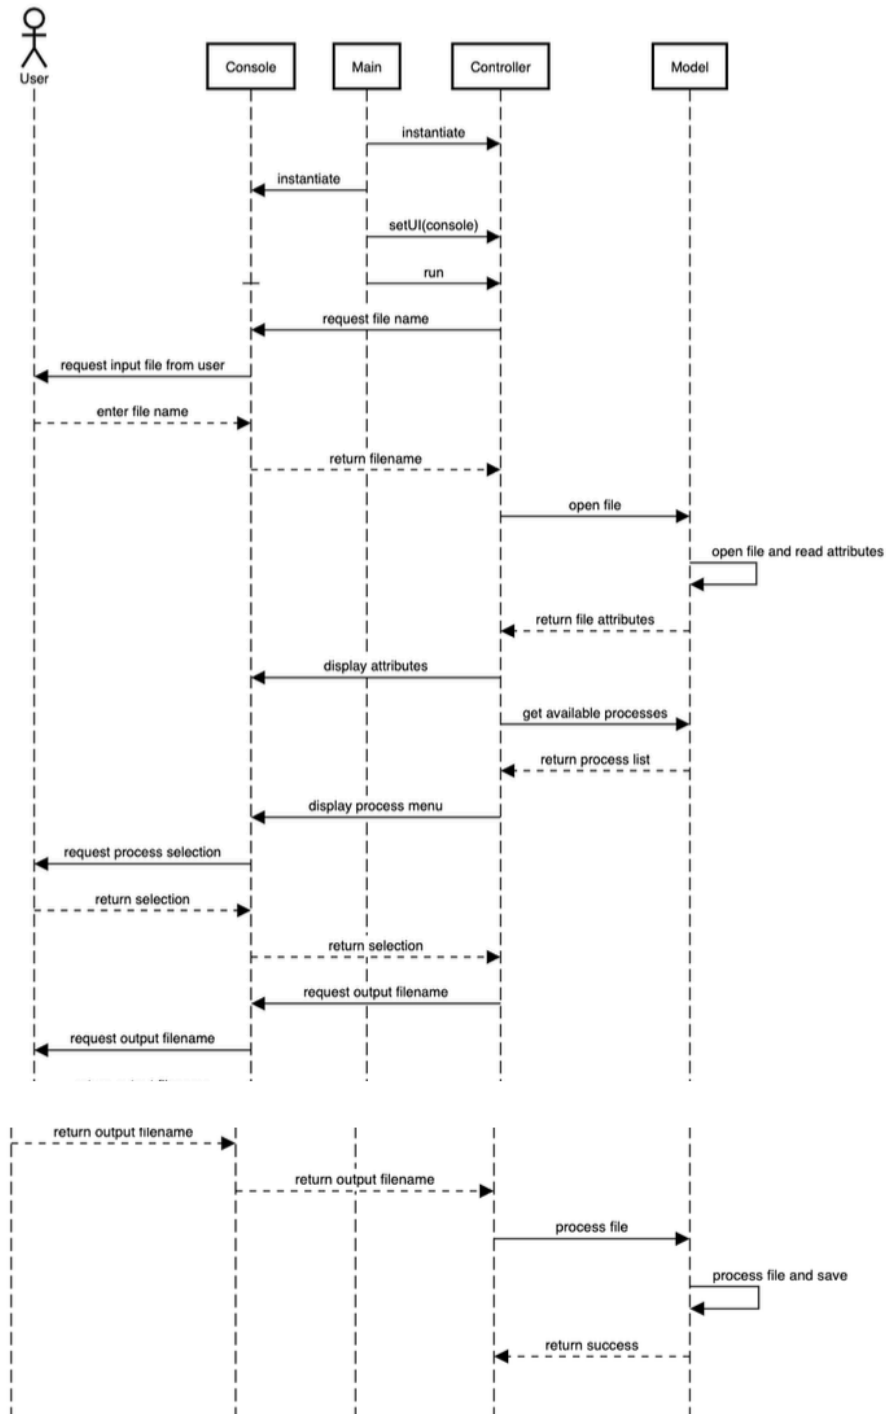 User
Console
Main
Controller
Model
instantiate
instantiate
setUI(console)
run
request file name
request input file from user
enter file name
return filename
open file
open file and read attributes
return file attributes
display attributes
get available processes
return process list
display process menu
request process selection
return selection
return selection
request output filename
request output filename
return output filename
return output filename
process file
process file and save
return success